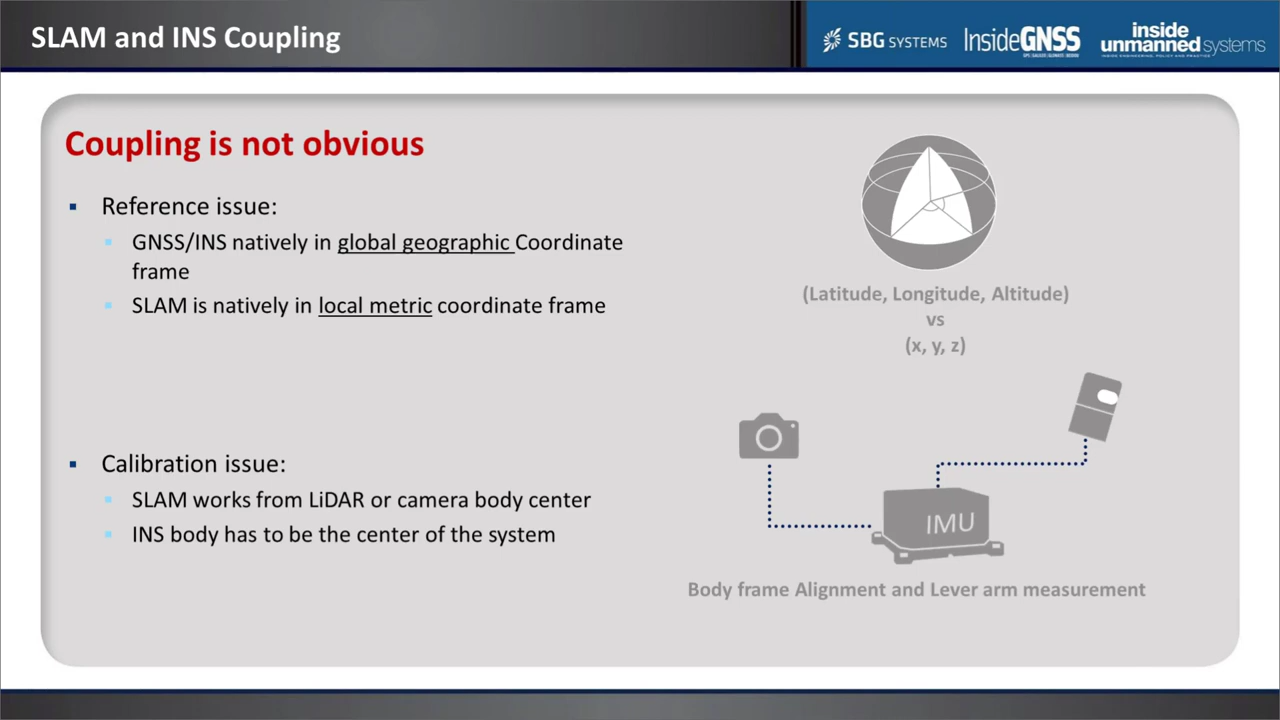 SLAM and INS Coupling
SBG SYSTEMS
InsideGNSS
inside
unmanned systems
Coupling is not obvious
Reference issue:
GNSS/INS natively in global geographic Coordinate
frame
SLAM is natively in local metric coordinate frame
(Latitude, Longitude, Altitude)
vs
(x, y, z)
Calibration issue:
SLAM works from LiDAR or camera body center
INS body has to be the center of the system
IMU
Body frame Alignment and Lever arm measurement